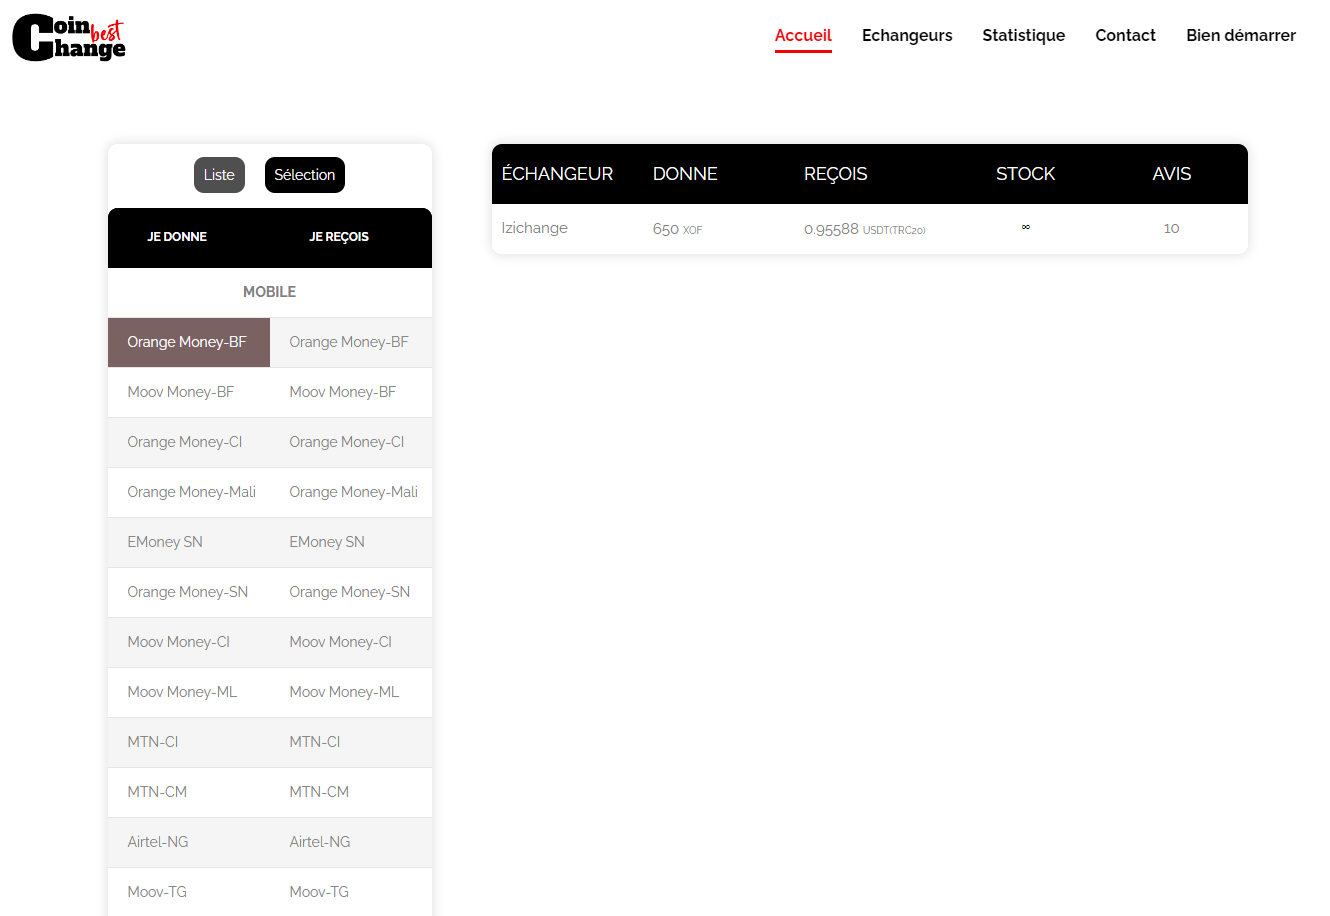 Coin best Change
Accueil Echangeurs Statistique Contact Bien démarrer
Liste Sélection
JE DONNE JE REÇOIS
MOBILE
Orange Money-BF Orange Money-BF
Moov Money-BF Moov Money-BF
Orange Money-CI Orange Money-CI
Orange Money-Mali Orange Money-Mali
EMoney SN EMoney SN
Orange Money-SN Orange Money-SN
Moov Money-CI Moov Money-CI
Moov Money-ML Moov Money-ML
MTN-CI MTN-CI
MTN-CM MTN-CM
Airtel-NG Airtel-NG
Moov-TG Moov-TG
ÉCHANGEUR DONNE REÇOIS STOCK AVIS
Izichange 650 XOF 0.95588 USDT(TRC20) ∞ 10